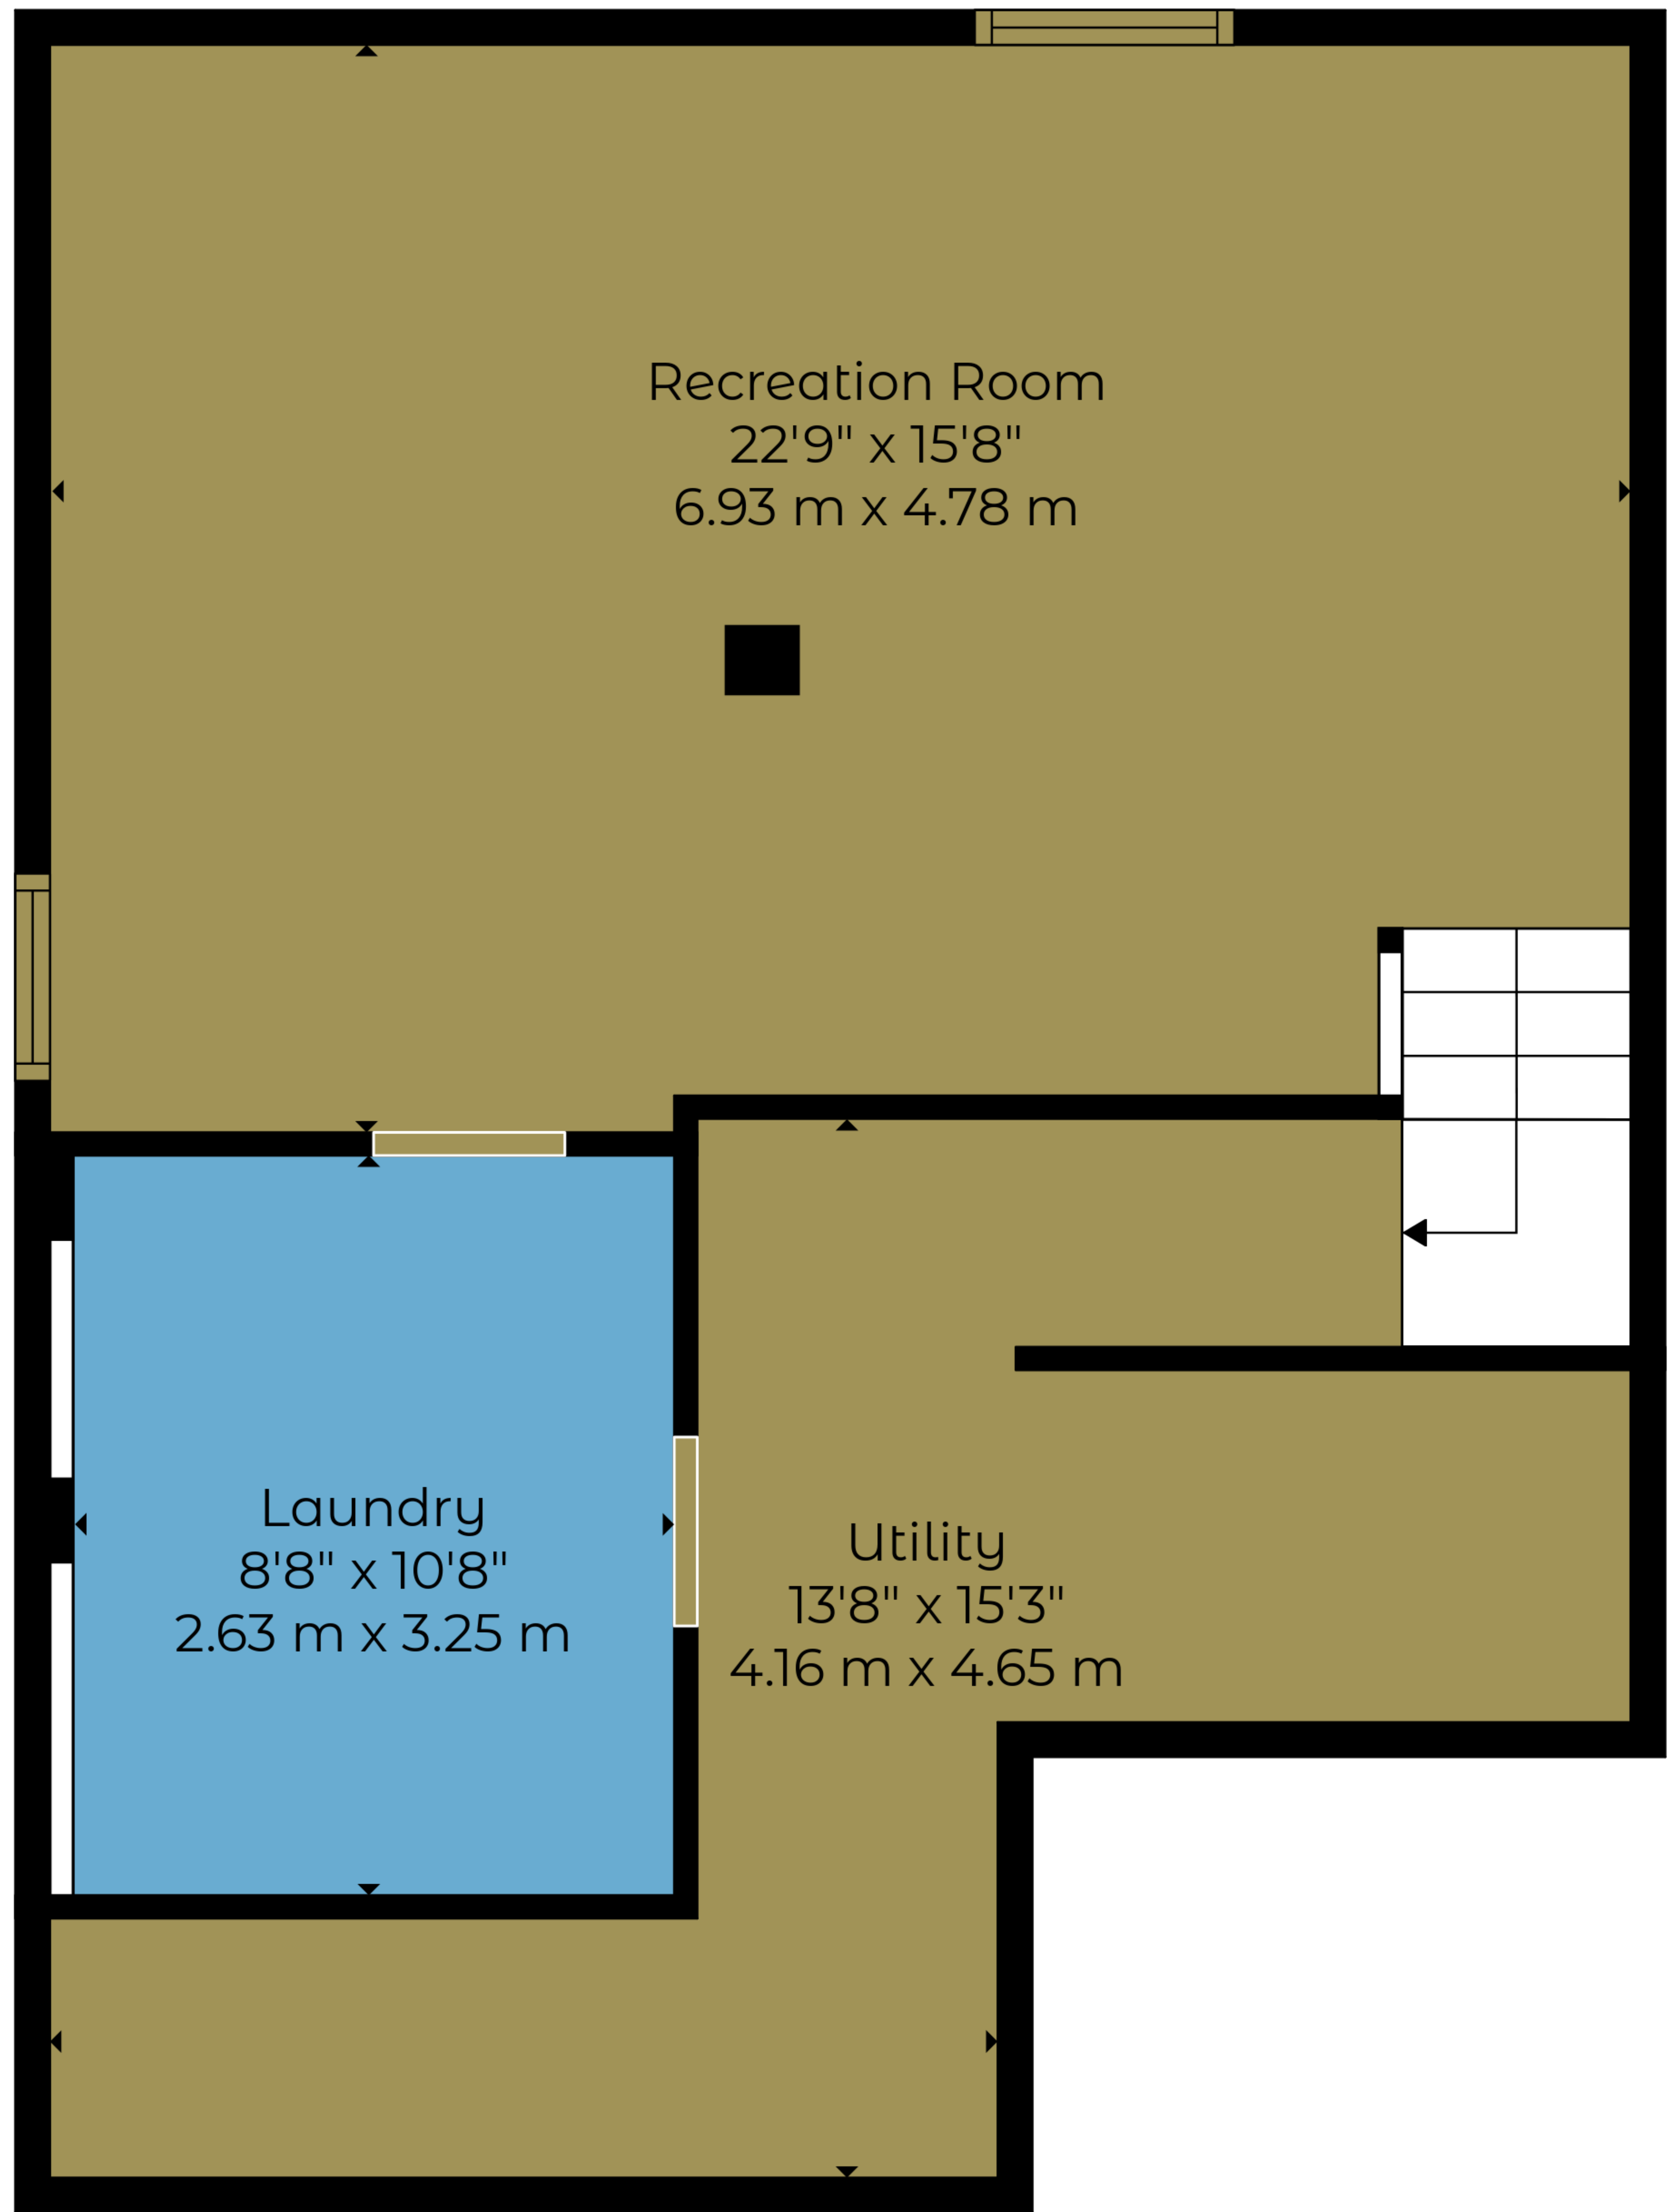 Recreation Room
22'9" x 15'8"
6.93 m x 4.78 m
Laundry
8'8" x 10'8"
2.63 m x 3.25 m
Utility
13'8" x 15'3"
4.16 m x 4.65 m